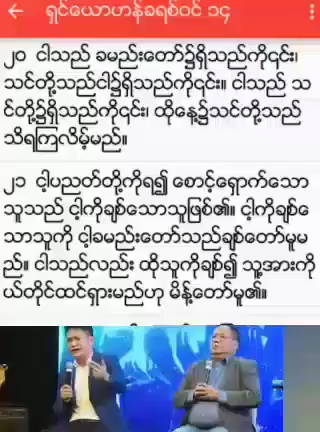 ရှင်ယောဟန်ခရစ်ဝင် ၁၄
၂၀ ငါသည် ခမည်းတော်၌ရှိသည်ကို၎င်း၊
သင်တို့သည်ငါ၌ရှိသည်ကို၎င်း။ ငါသည် သ
င်တို့၌ရှိသည်ကို၎င်း၊ ထိုနေ့၌သင်တို့သည်
သိရကြလိမ့်မည်။
၂၁ ငါ့ပညတ်တို့ကိုရ၍ စောင့်ရှောက်သော
သူသည် ငါ့ကိုချစ်သောသူဖြစ်၏။ ငါ့ကိုချစ်သေ
ာသူကို ငါ့ခမည်းတော်သည်ချစ်တော်မူမ
ည်။ ငါသည်လည်း ထိုသူကိုချစ်၍ သူ့အားကို
ယ်တိုင်ထင်ရှားမည်ဟု မိန့်တော်မူ၏။